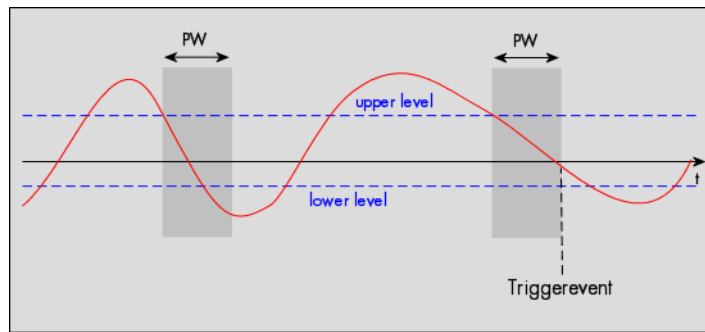 PW
PW
upper level
t
lower level
Triggerevent